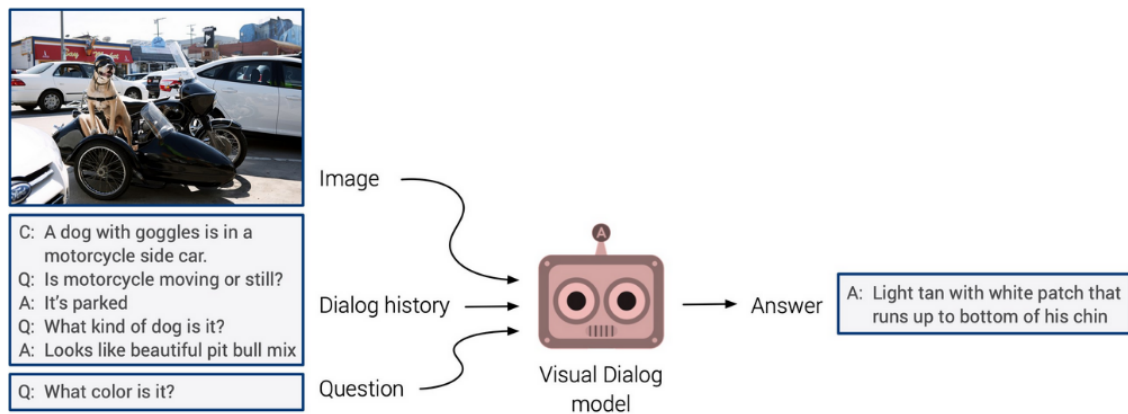 C: A dog with goggles is in a
motorcycle side car.
Q: Is motorcycle moving or still?
A: It's parked
Q: What kind of dog is it?
A: Looks like beautiful pit bull mix
Q: What color is it?
Image
Dialog history
Question
A
Visual Dialog
model
Answer
A: Light tan with white patch that
runs up to bottom of his chin